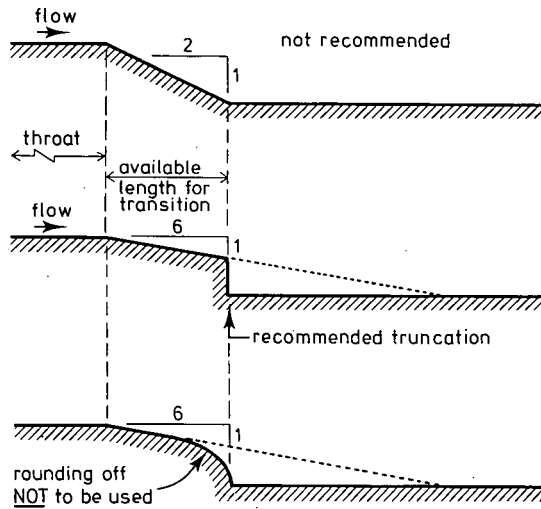 flow
2
not recommended
1
throat
available
length for
transition
flow
6
1
recommended truncation
6
1
rounding off
NOT to be used